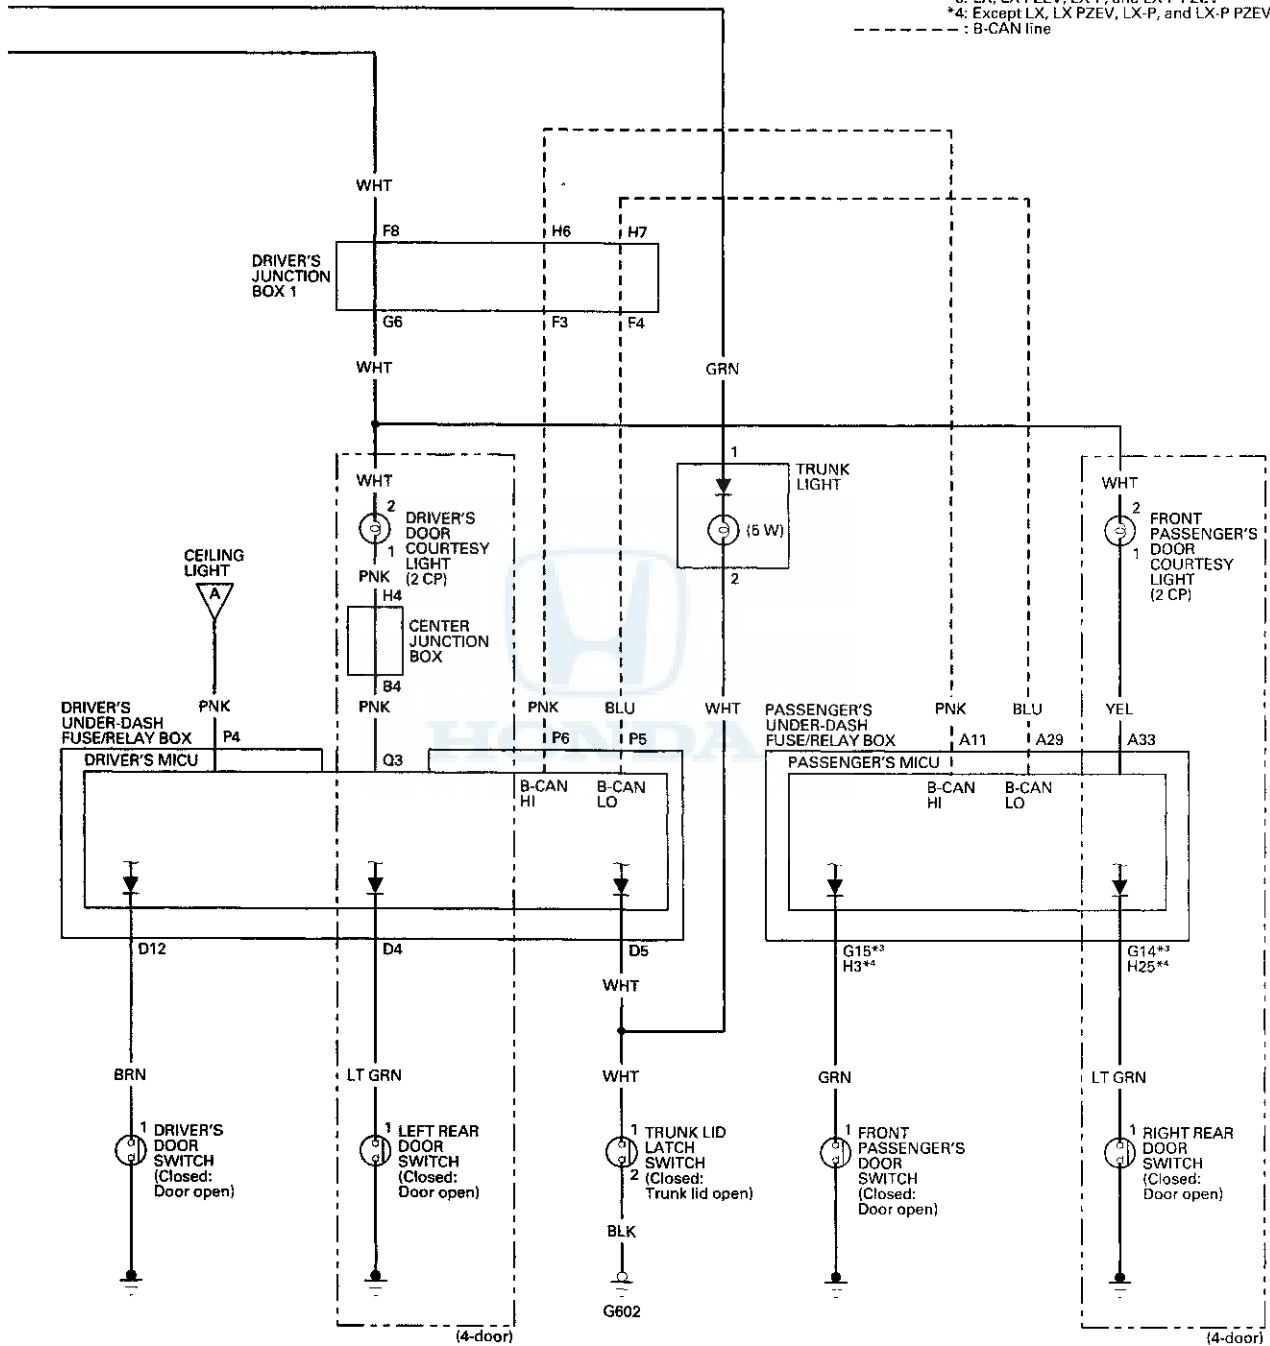 *4: Except LX, LX PZEV, LX-P, and LX-P PZEV
: B-CAN line
WHT
F8
H6
H7
DRIVER'S
JUNCTION
BOX 1
G6
F3
F4
WHT
GRN
1
TRUNK
LIGHT
(5 W)
2
WHT
2
DRIVER'S
DOOR
COURTESY
LIGHT
(2 CP)
1
PNK
H4
CENTER
JUNCTION
BOX
B4
PNK
WHT
2
FRONT
PASSENGER'S
DOOR
COURTESY
LIGHT
(2 CP)
1
CEILING
LIGHT
A
PNK
P4
DRIVER'S
UNDER-DASH
FUSE/RELAY BOX
DRIVER'S MICU
Q3
PNK
BLU
P6
P5
B-CAN
HI
B-CAN
LO
WHT
HONDA
PASSENGER'S
UNDER-DASH
FUSE/RELAY BOX
PASSENGER'S MICU
PNK
BLU
YEL
A11
A29
A33
B-CAN
HI
B-CAN
LO
D12
D4
D5
G15*3
H3*4
G14*3
H25*4
WHT
BRN
LT GRN
WHT
GRN
LT GRN
1
DRIVER'S
DOOR
SWITCH
(Closed:
Door open)
1
LEFT REAR
DOOR
SWITCH
(Closed:
Door open)
1
TRUNK LID
LATCH
SWITCH
(Closed:
Trunk lid open)
2
1
FRONT
PASSENGER'S
DOOR
SWITCH
(Closed:
Door open)
1
RIGHT REAR
DOOR
SWITCH
(Closed:
Door open)
BLK
G602
(4-door)
(4-door)